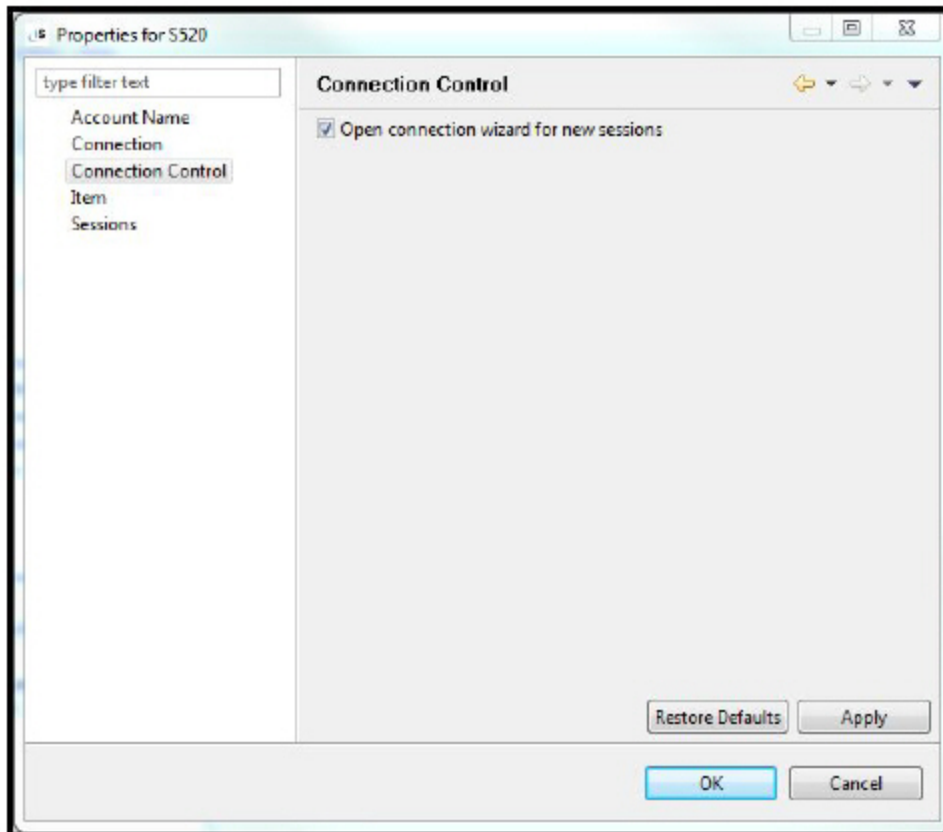 Properties for S520
type filter text
Account Name
Connection
Connection Control
Item
Sessions
Connection Control
Open connection wizard for new sessions
Restore Defaults
Apply
OK
Cancel